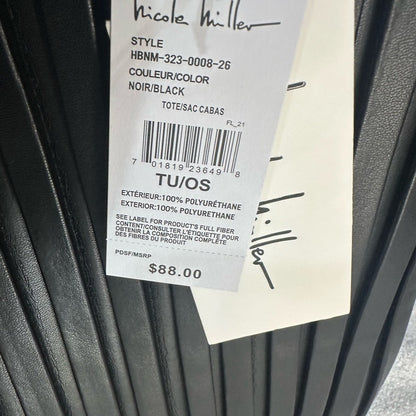 nicole miller
STYLE
HBNM-323-0008-26
COULEUR/COLOR
NOIR/BLACK
TOTE/SAC CABAS
FL_21
7 01819 23649 8
TU/OS
EXTÉRIEUR:100% POLYURÉTHANE
EXTERIOR:100% POLYURETHANE
SEE LABEL FOR PRODUCT'S FULL FIBER
CONTENT/CONSULTER L'ÉTIQUETTE POUR
OBTENIR LA COMPOSITION COMPLÈTE
DES FIBRES DU PRODUIT
PDSF/MSRP
$88.00
miller